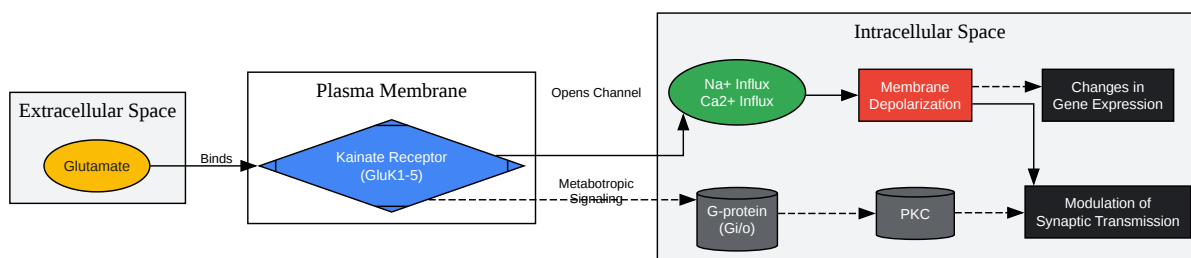 Extracellular Space
Glutamate
Binds
Plasma Membrane
Kainate Receptor
(GluK1-5)
Opens Channel
Metabotropic
Signaling
Intracellular Space
Na+ Influx
Ca2+ Influx
Membrane
Depolarization
Changes in
Gene Expression
G-protein
(Gi/o)
PKC
Modulation of
Synaptic Transmission